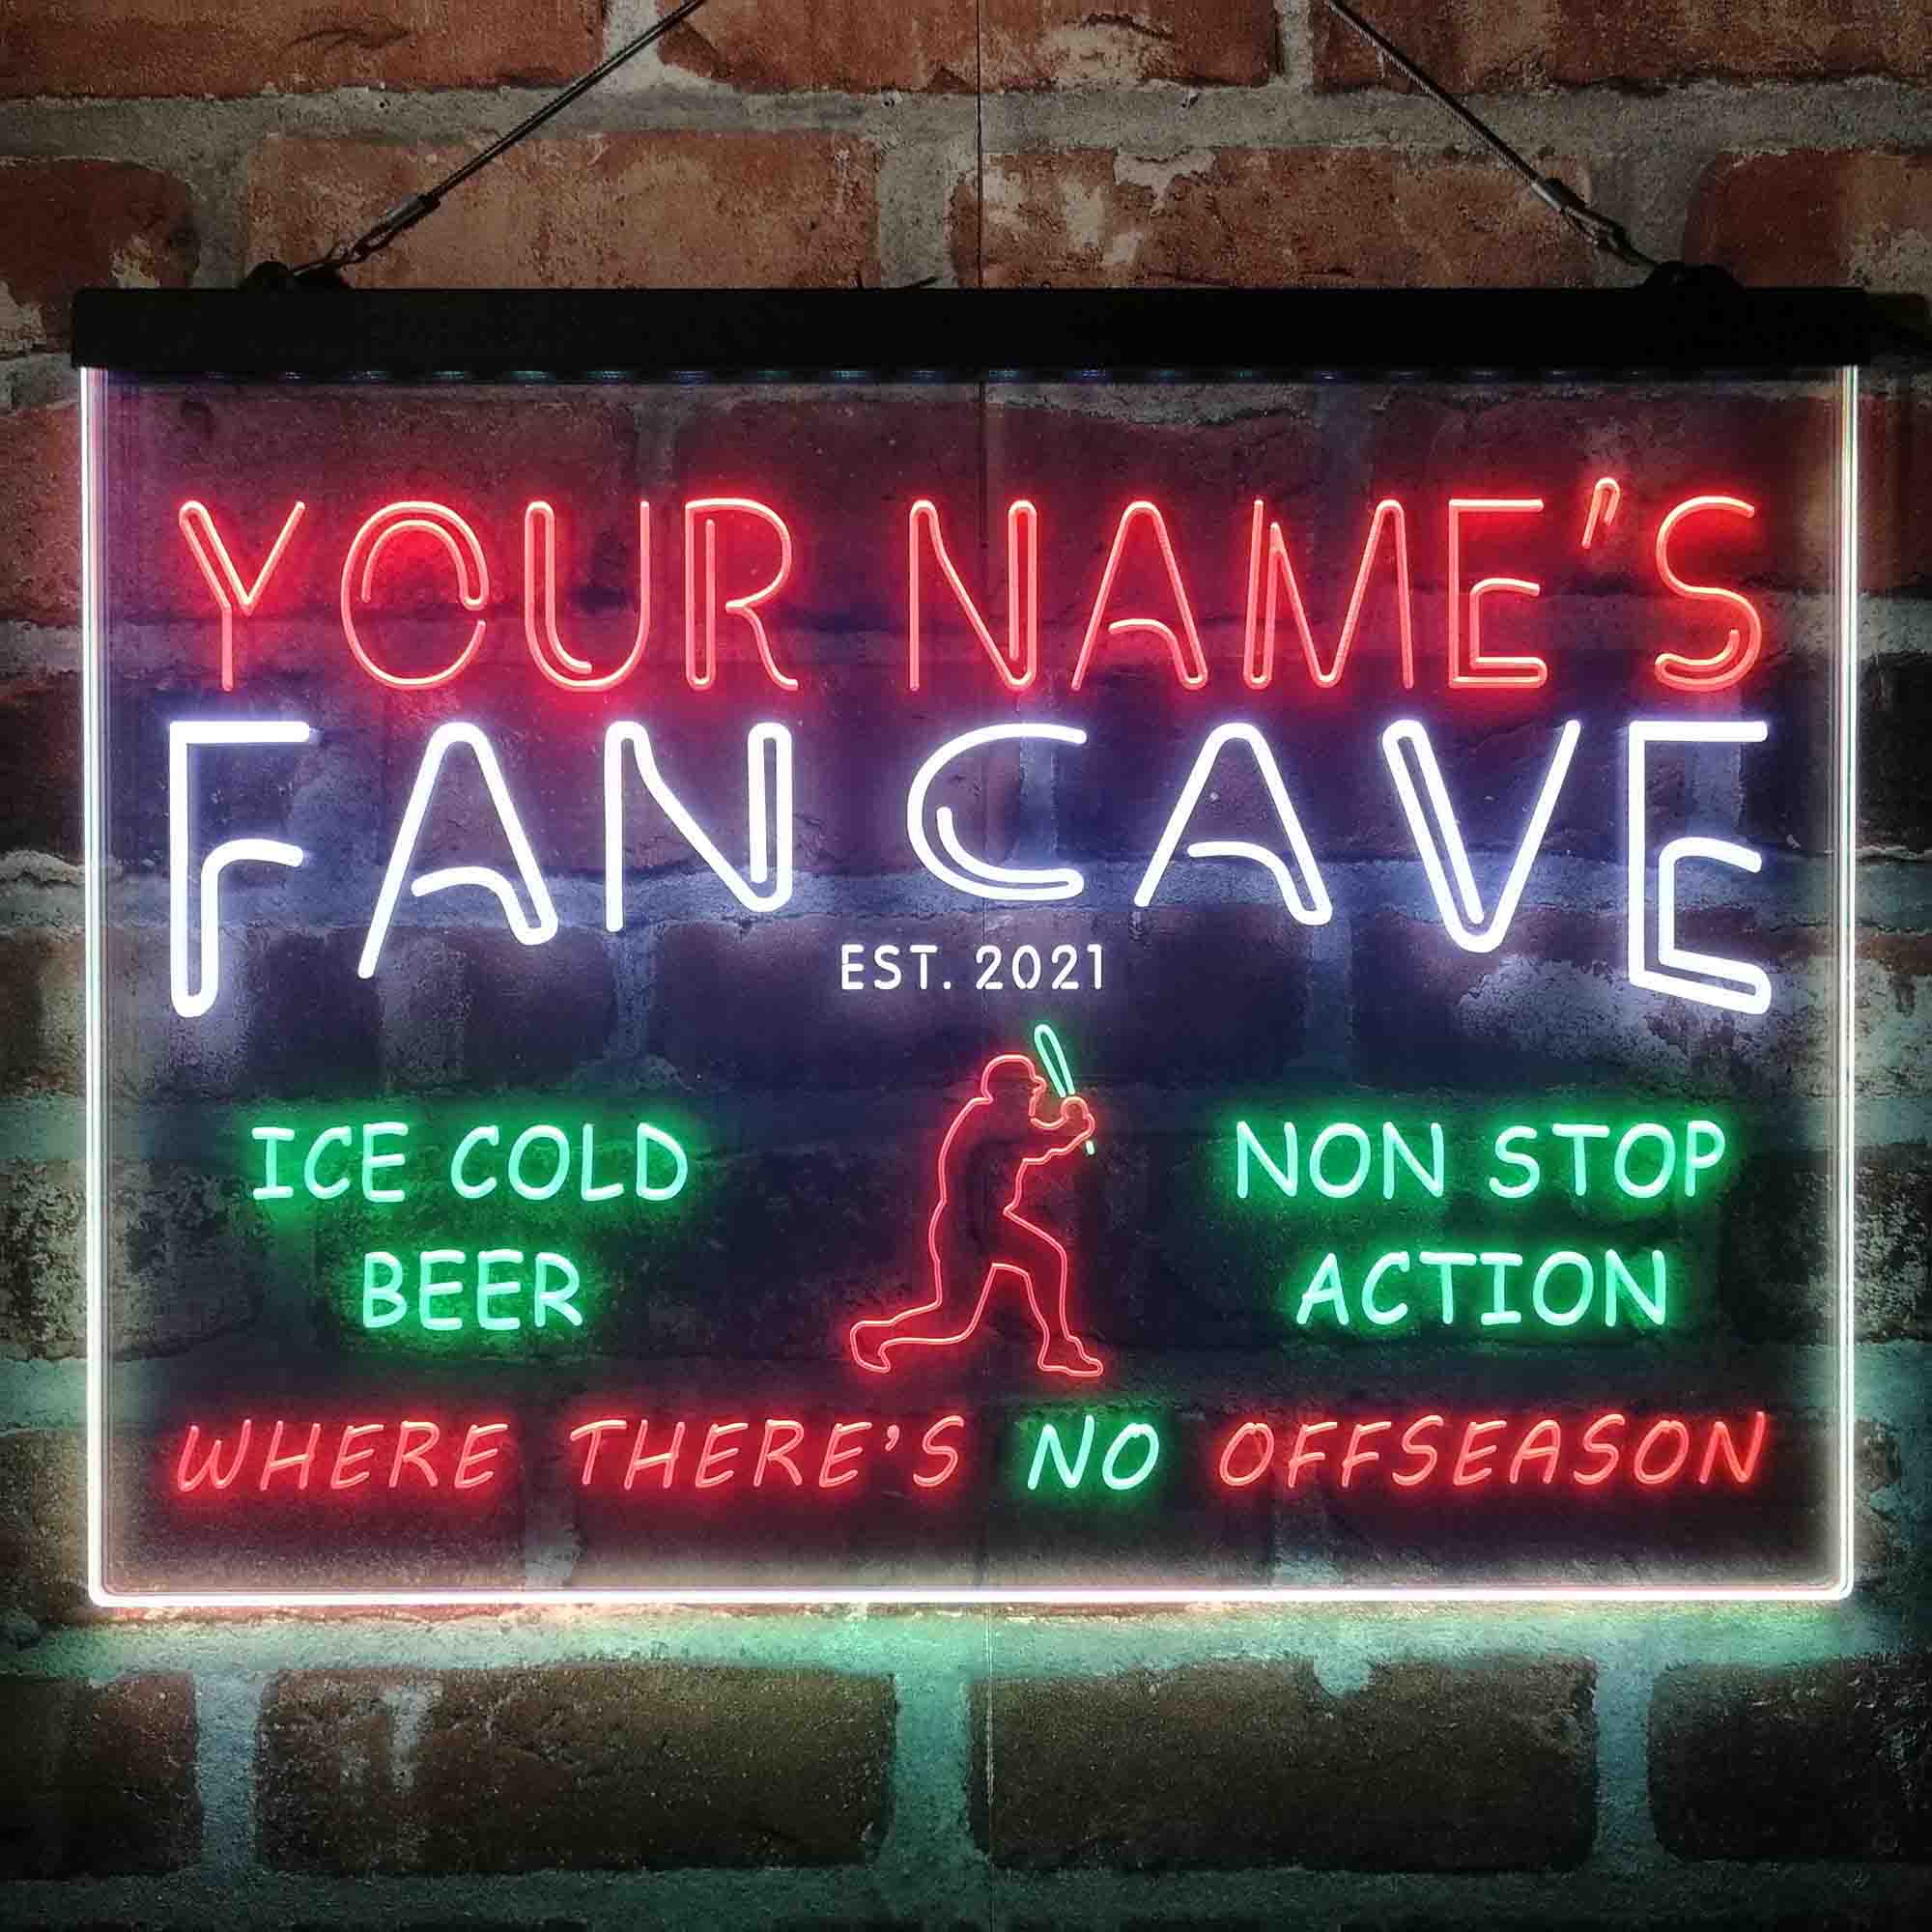 YOUR NAME'S
FAN CAVE
EST. 2021
ICE COLD
BEER
NON STOP
ACTION
WHERE THERE'S NO OFFSEASON